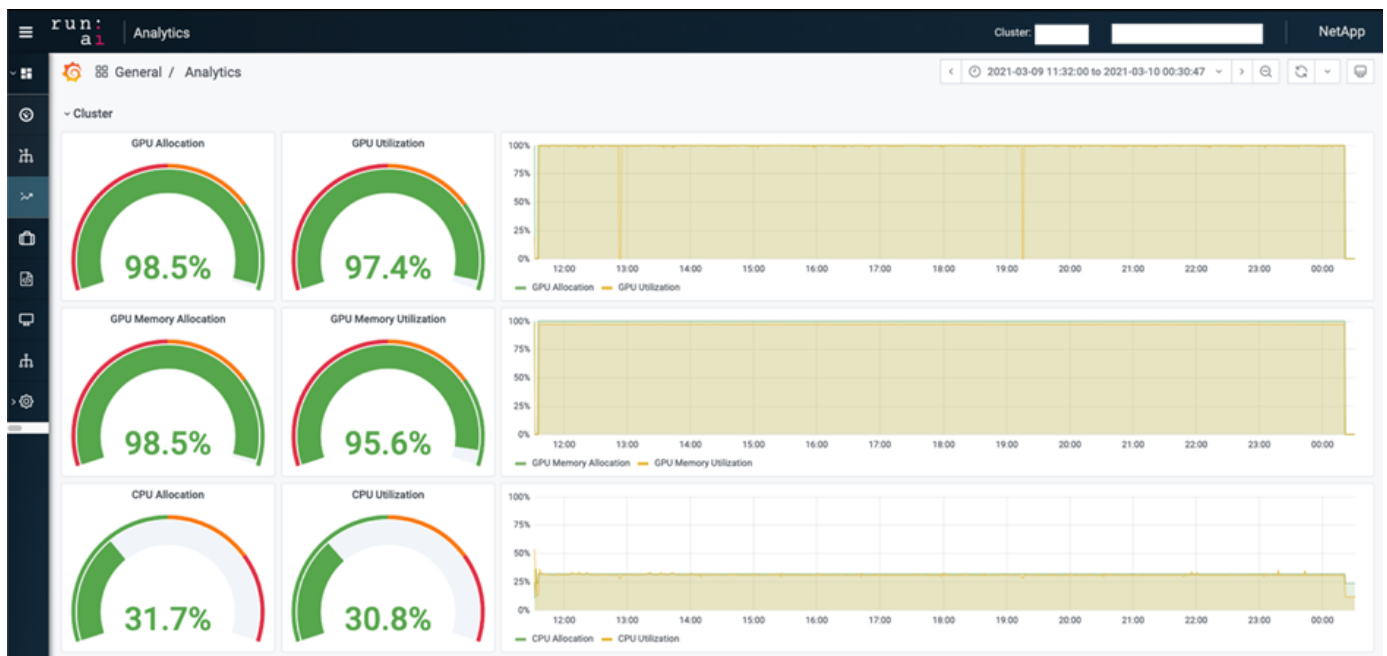 run:
ai
Analytics
Cluster:
NetApp
General / Analytics
2021-03-09 11:32:00 to 2021-03-10 00:30:47
Cluster
GPU Allocation
98.5%
GPU Utilization
97.4%
100%
75%
50%
25%
0%
12:00 13:00 14:00 15:00 16:00 17:00 18:00 19:00 20:00 21:00 22:00 23:00 00:00
GPU Allocation GPU Utilization
GPU Memory Allocation
98.5%
GPU Memory Utilization
95.6%
100%
75%
50%
25%
0%
12:00 13:00 14:00 15:00 16:00 17:00 18:00 19:00 20:00 21:00 22:00 23:00 00:00
GPU Memory Allocation GPU Memory Utilization
CPU Allocation
31.7%
CPU Utilization
30.8%
100%
75%
50%
25%
0%
12:00 13:00 14:00 15:00 16:00 17:00 18:00 19:00 20:00 21:00 22:00 23:00 00:00
CPU Allocation CPU Utilization